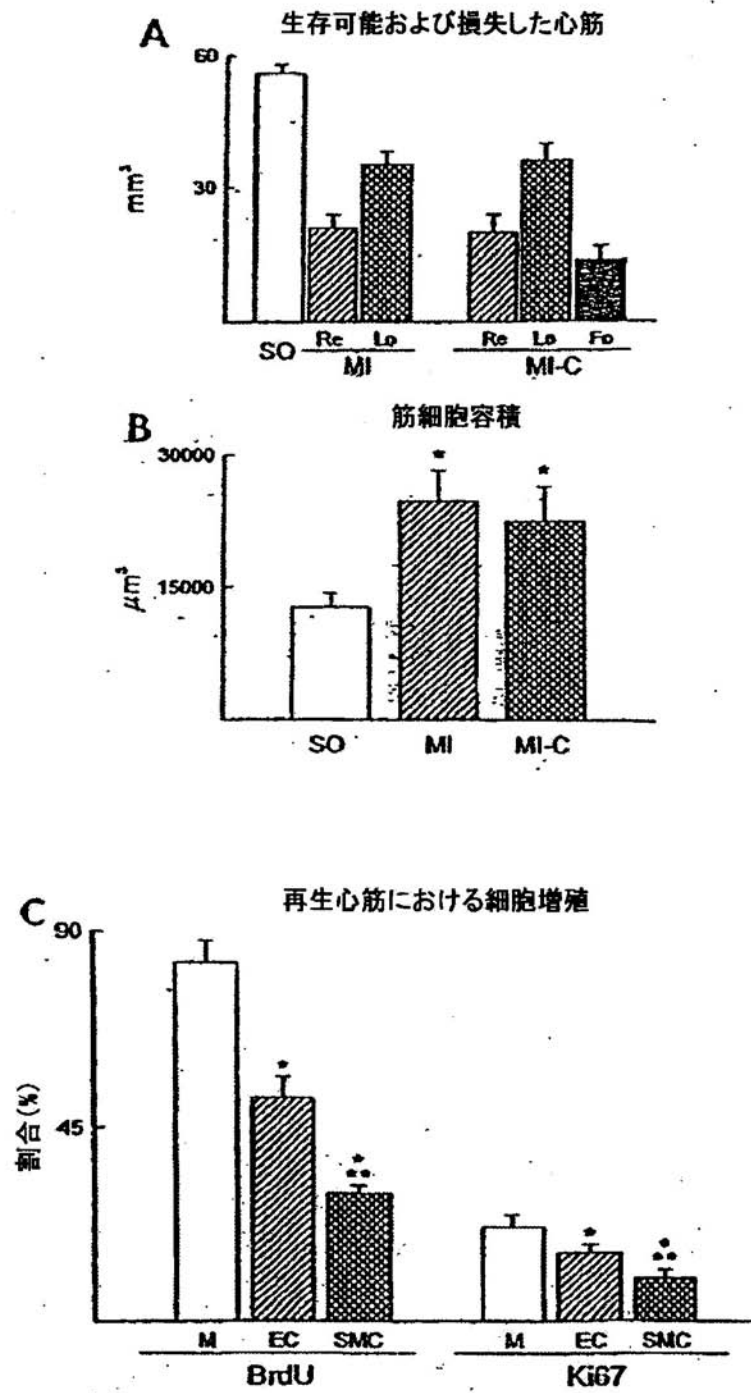 A 生存可能および損失した心筋
60
30
mm³
Re Lo Re Lo Fo
SO MI MI-C
B 筋細胞容積
30000
15000
μm³
* *
SO MI MI-C
C 再生心筋における細胞増殖
90
45
割合(%)
* * ** * * **
M EC SMC M EC SMC
BrdU Ki67